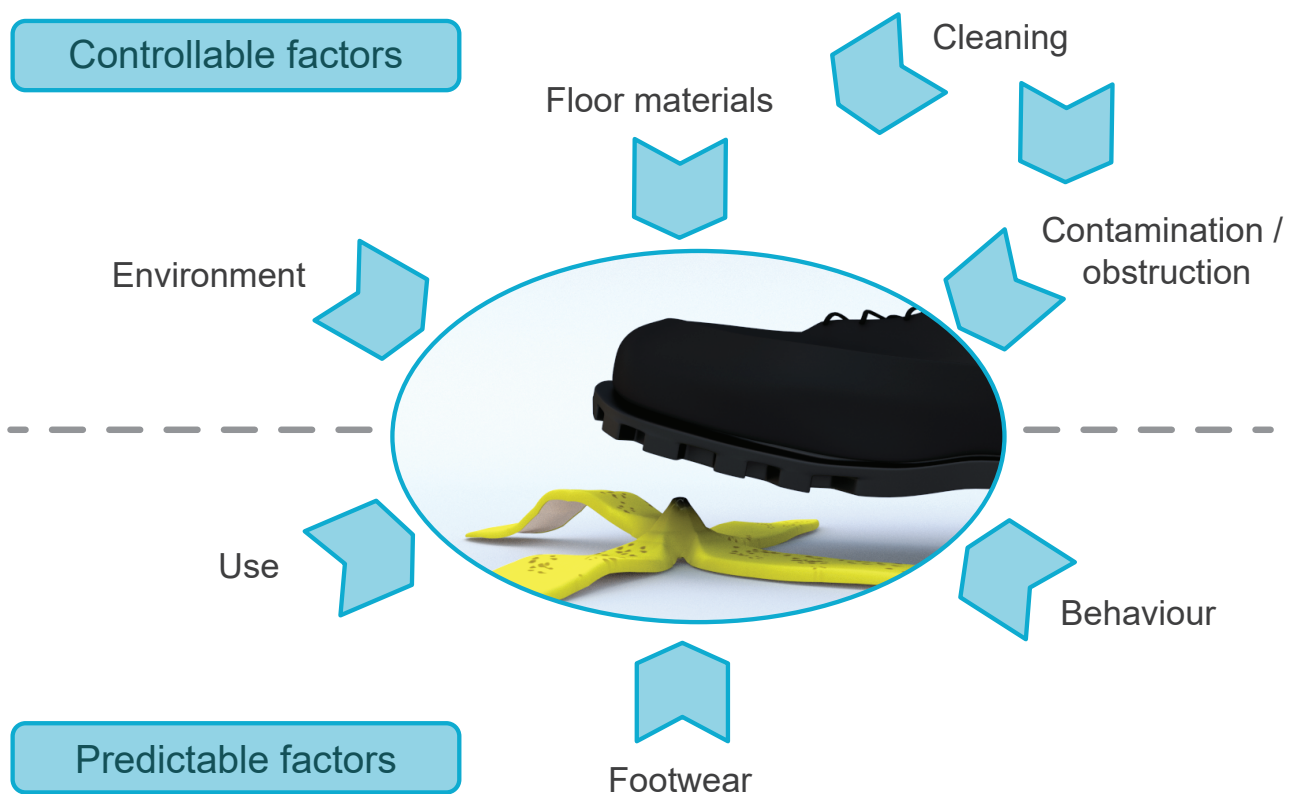 Controllable factors
Cleaning
Floor materials
Contamination /
obstruction
Environment
Use
Behaviour
Predictable factors
Footwear